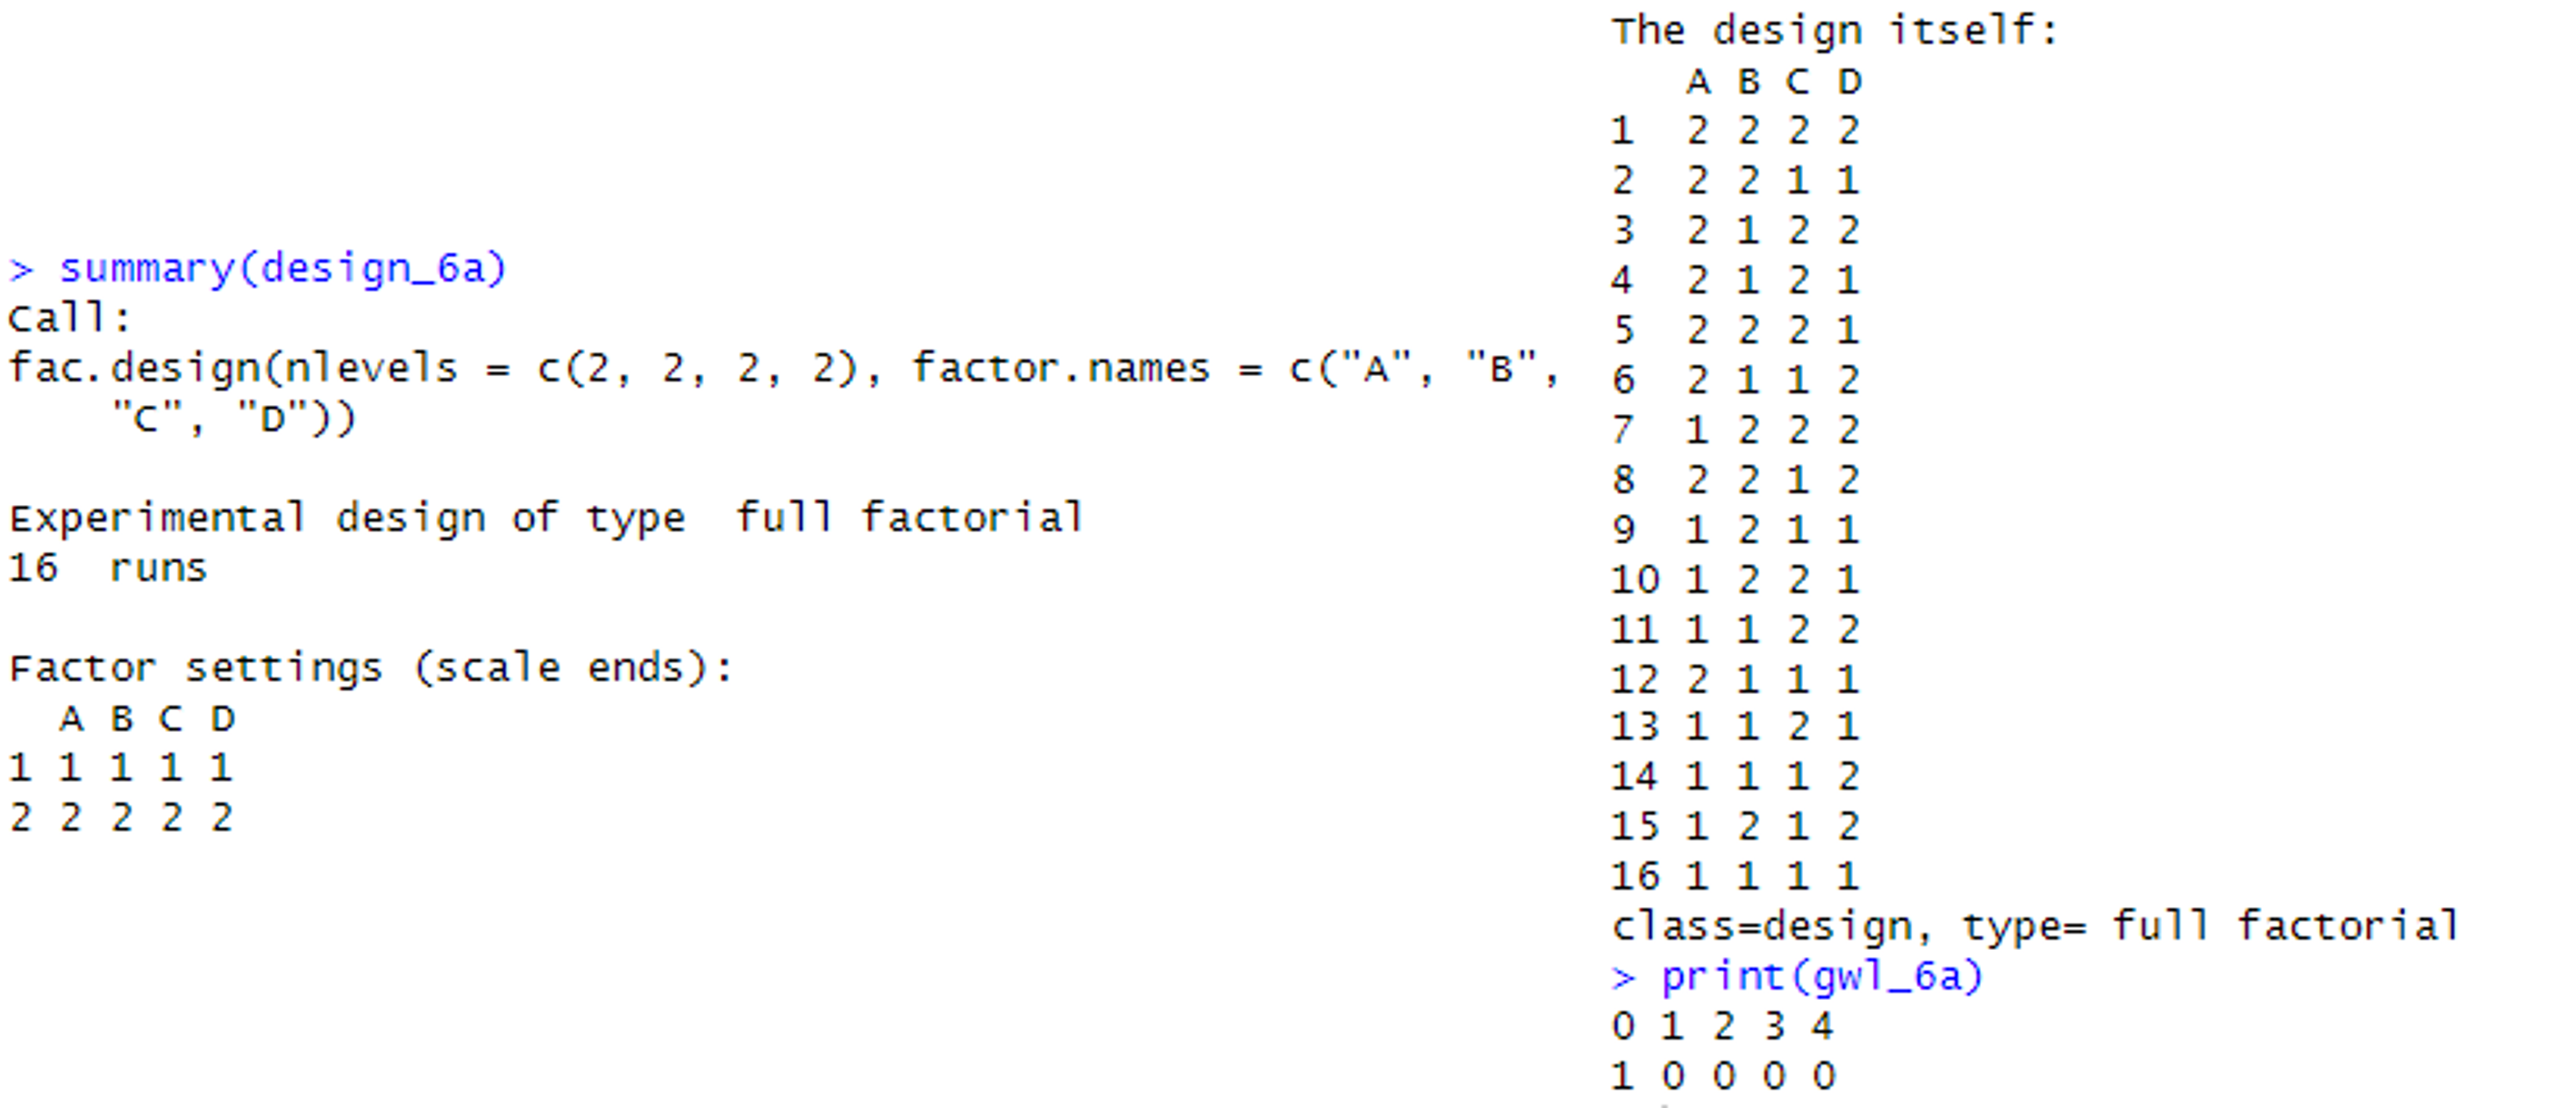 > summary(design_6a)
Call:
fac.design(nlevels = c(2, 2, 2, 2), factor.names = c("A", "B",
    "C", "D"))

Experimental design of type  full factorial
16  runs

Factor settings (scale ends):
  A B C D
1 1 1 1 1
2 2 2 2 2

The design itself:
   A B C D
1  2 2 2 2
2  2 2 1 1
3  2 1 2 2
4  2 1 2 1
5  2 2 2 1
6  2 1 1 2
7  1 2 2 2
8  2 2 1 2
9  1 2 1 1
10 1 2 2 1
11 1 1 2 2
12 2 1 1 1
13 1 1 2 1
14 1 1 1 2
15 1 2 1 2
16 1 1 1 1
class=design, type= full factorial
> print(gwl_6a)
0 1 2 3 4
1 0 0 0 0